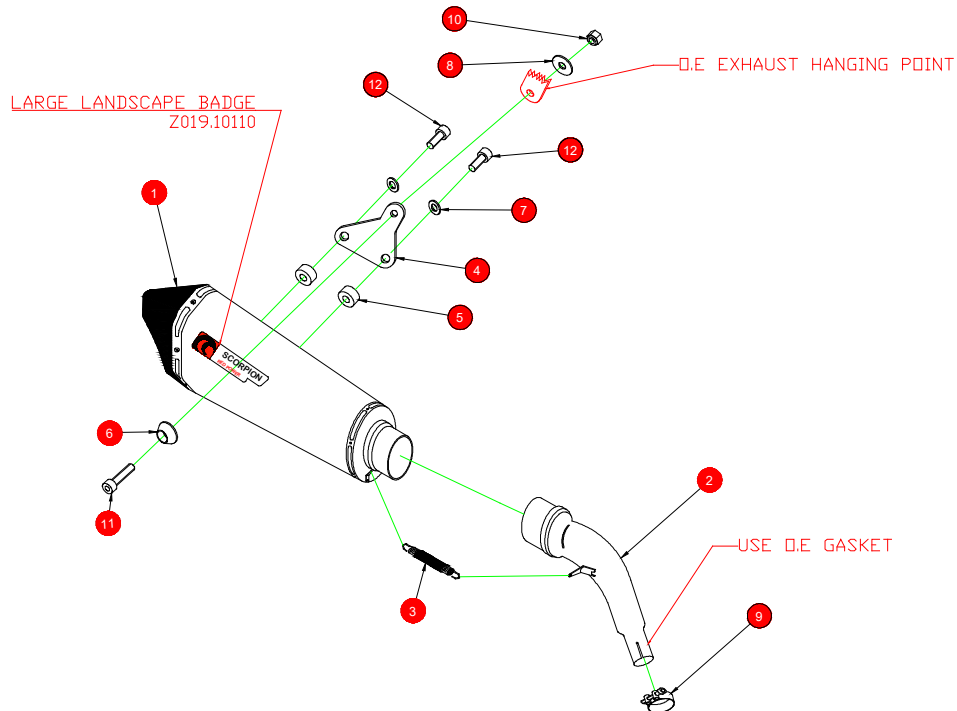 10
8
O.E EXHAUST HANGING POINT
12
LARGE LANDSCAPE BADGE
Z019.10110
12
1
7
4
5
SCORPION
6
11
2
USE O.E GASKET
3
9